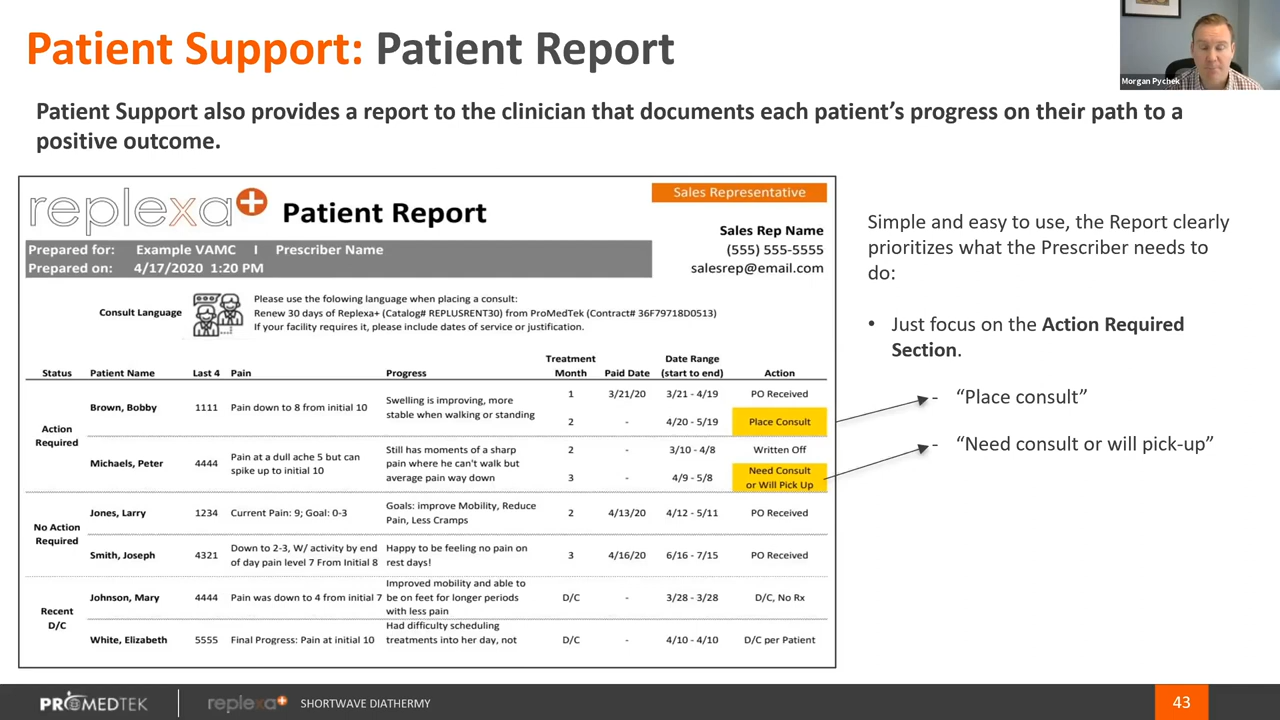 Patient Support: Patient Report
Morgan Pychek
Patient Support also provides a report to the clinician that documents each patient’s progress on their path to a
positive outcome.
replexa+
Patient Report
Sales Representative
Sales Rep Name
(555) 555-5555
salesrep@email.com
Prepared for: Example VAMC I Prescriber Name
Prepared on: 4/17/2020 1:20 PM
Consult Language
Please use the folowing language when placing a consult:
Renew 30 days of Replexa+ (Catalog# REPLUSRENT30) from ProMedTek (Contract# 36F79718D0513)
If your facility requires it, please include dates of service or justification.
Treatment Date Range
Status Patient Name Last 4 Pain Progress Month Paid Date (start to end) Action
Action
Required
Brown, Bobby 1111 Pain down to 8 from initial 10
Swelling is improving, more
stable when walking or standing
1 3/21/20 3/21 - 4/19 PO Received
2 - 4/20 - 5/19 Place Consult
Michaels, Peter 4444
Pain at a dull ache 5 but can
spike up to initial 10
Still has moments of a sharp
pain where he can't walk but
average pain way down
2 - 3/10 - 4/8 Written Off
3 - 4/9 - 5/8 Need Consult
or Will Pick Up
No Action
Required
Jones, Larry 1234 Current Pain: 9; Goal: 0-3
Goals: improve Mobility, Reduce
Pain, Less Cramps
2 4/13/20 4/12 - 5/11 PO Received
Smith, Joseph 4321
Down to 2-3, W/ activity by end
of day pain level 7 From Initial 8
Happy to be feeling no pain on
rest days!
3 4/16/20 6/16 - 7/15 PO Received
Recent
D/C
Johnson, Mary 4444 Pain was down to 4 from initial 7
Improved mobility and able to
be on feet for longer periods
with less pain
D/C - 3/28 - 3/28 D/C, No Rx
White, Elizabeth 5555 Final Progress: Pain at initial 10
Had difficulty scheduling
treatments into her day, not
D/C - 4/10 - 4/10 D/C per Patient
Simple and easy to use, the Report clearly
prioritizes what the Prescriber needs to
do:
• Just focus on the Action Required
Section.
- “Place consult”
- “Need consult or will pick-up”
PROMEDTEK
replexa+
SHORTWAVE DIATHERMY
43